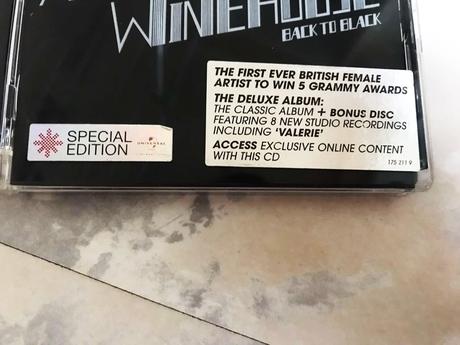 WINEHOUSE
BACK TO BLACK
THE FIRST EVER BRITISH FEMALE
ARTIST TO WIN 5 GRAMMY AWARDS
THE DELUXE ALBUM:
THE CLASSIC ALBUM + BONUS DISC
FEATURING 8 NEW STUDIO RECORDINGS
INCLUDING ‘VALERIE’
ACCESS EXCLUSIVE ONLINE CONTENT
WITH THIS CD
175 211 9
SPECIAL
EDITION
UNIVERSAL